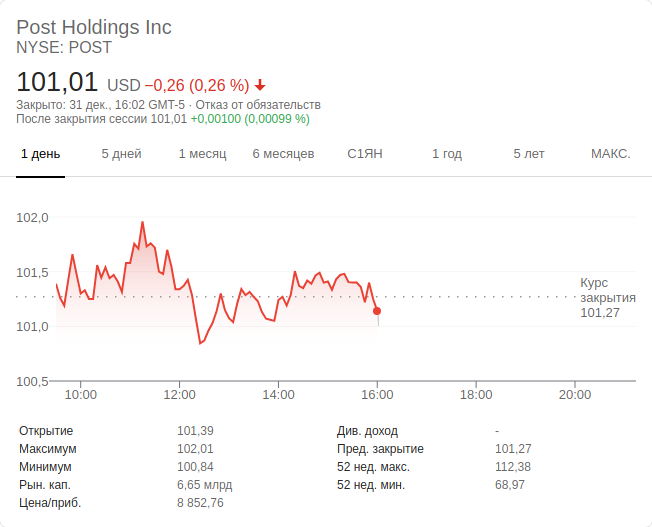 Post Holdings Inc
NYSE: POST
101,01 USD −0,26 (0,26 %)
Закрыто: 31 дек., 16:02 GMT-5 · Отказ от обязательств
После закрытия сессии 101,01 +0,00100 (0,00099 %)
1 день 5 дней 1 месяц 6 месяцев С1ЯН 1 год 5 лет МАКС.
102,0
101,5
Курс
закрытия
101,27
101,0
100,5
10:00 12:00 14:00 16:00 18:00 20:00
Открытие 101,39 Див. доход -
Максимум 102,01 Пред. закрытие 101,27
Минимум 100,84 52 нед. макс. 112,38
Рын. кап. 6,65 млрд 52 нед. мин. 68,97
Цена/приб. 8 852,76